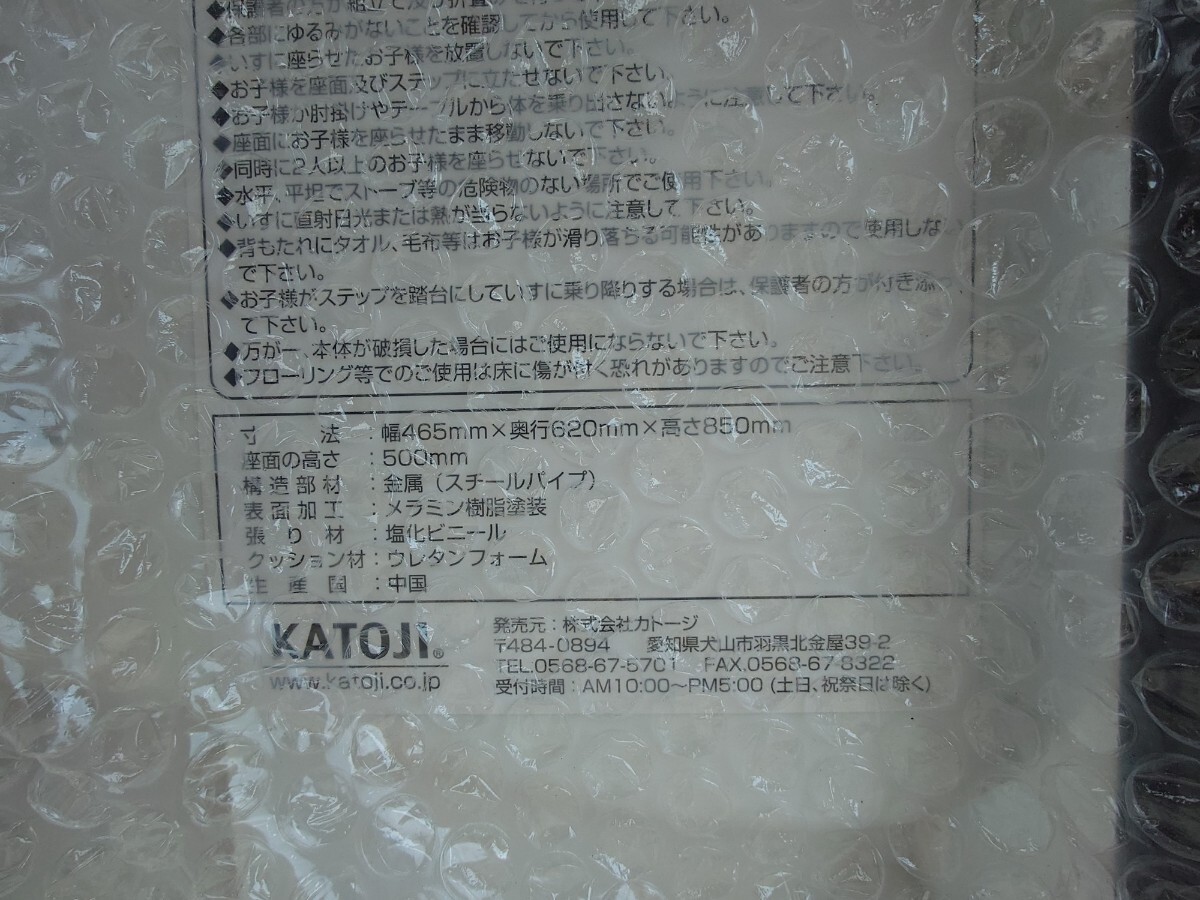 ◆保護者の方が組立て及び折畳み
◆各部にゆるみがないことを確認してから使用して下さい。
◆いすに座らせたお子様を放置しないで下さい。
◆お子様を座面及びステップに立たせないで下さい。
◆お子様が肘掛けやテーブルから体を乗り出さないように注意して下さい。
◆座面にお子様を座らせたまま移動しないで下さい。
◆同時に2人以上のお子様を座らせないで下さい。
◆水平、平坦でストーブ等の危険物のない場所でご使用下さい。
◆いすに直射日光または熱が当らないように注意して下さい。
◆背もたれにタオル、毛布等はお子様が滑り落ちる可能性がありますので使用しない
で下さい。
◆お子様がステップを踏台にしていすに乗り降りする場合は、保護者の方が付き添っ
て下さい。
◆万が一、本体が破損した場合にはご使用にならないで下さい。
◆フローリング等でのご使用は床に傷が付く恐れがありますのでご注意下さい。
寸法：幅465mm×奥行620mm×高さ850mm
座面の高さ：500mm
構造部材：金属（スチールパイプ）
表面加工：メラミン樹脂塗装
張り材：塩化ビニール
クッション材：ウレタンフォーム
生産国：中国
KATOJI®
www.katoji.co.jp
発売元：株式会社カトージ
〒484-0894 愛知県犬山市羽黒北金屋39-2
TEL.0568-67-5701 FAX.0568-67-8322
受付時間：AM10:00～PM5:00 (土日、祝祭日は除く)